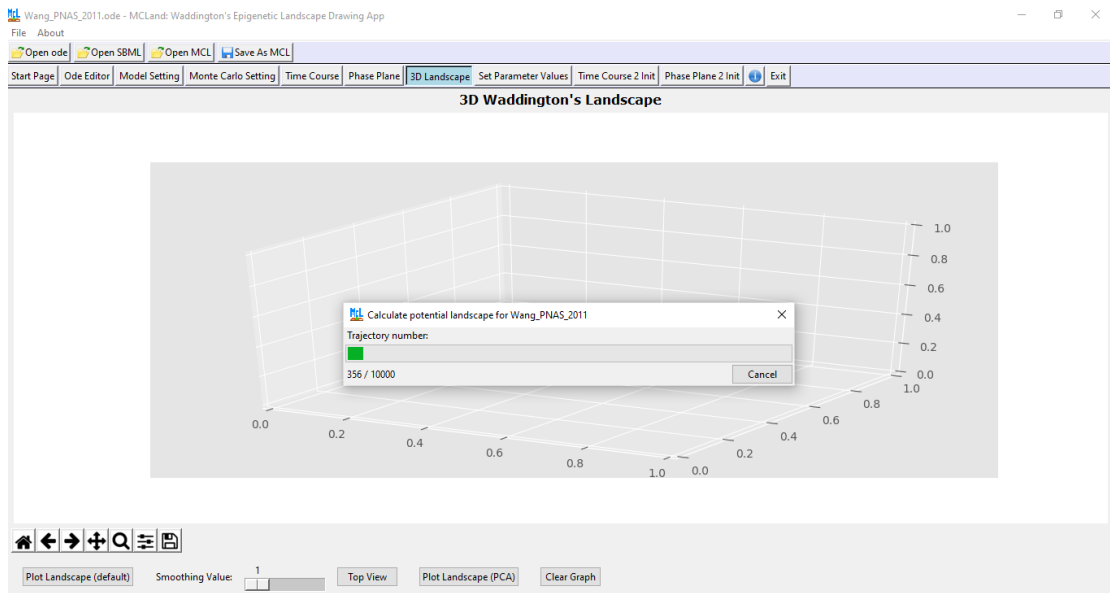 Wang_PNAS_2011.ode - MCLand: Waddington's Epigenetic Landscape Drawing App
File About
Open ode Open SBML Open MCL Save As MCL
Start Page Ode Editor Model Setting Monte Carlo Setting Time Course Phase Plane 3D Landscape Set Parameter Values Time Course 2 Init Phase Plane 2 Init Exit
3D Waddington's Landscape
1.0
0.8
0.6
0.4
0.2
0.0
Calculate potential landscape for Wang_PNAS_2011
Trajectory number:
356 / 10000 Cancel
1.0
0.8
0.6
0.4
0.2
0.0
0.0
0.2
0.4
0.6
0.8
1.0
Plot Landscape (default) Smoothing Value: 1 Top View Plot Landscape (PCA) Clear Graph